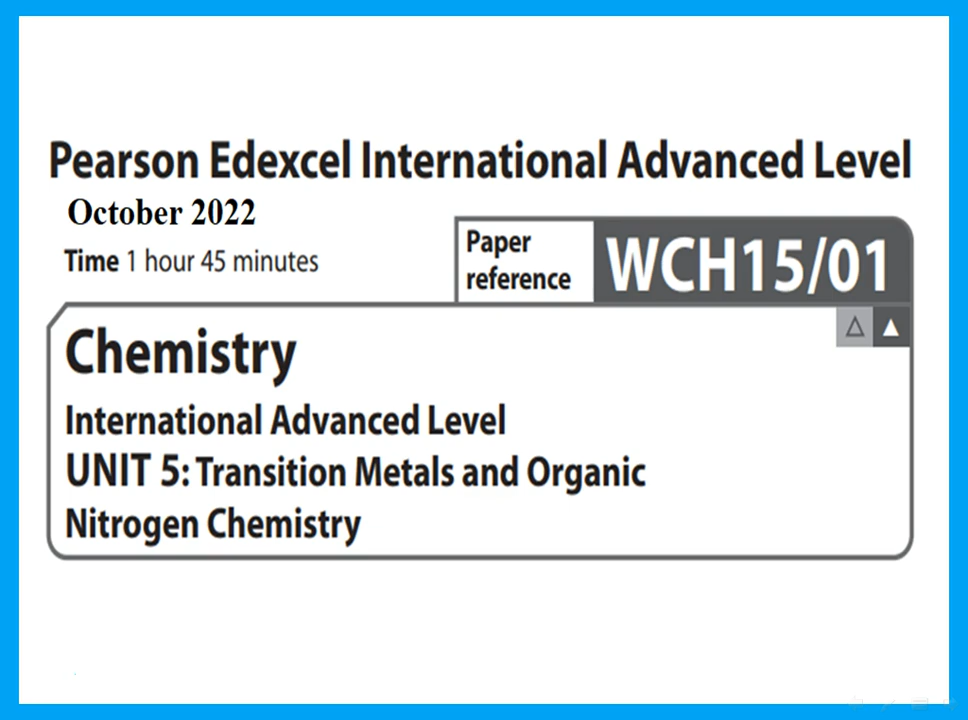 Pearson Edexcel International Advanced Level
October 2022
Time 1 hour 45 minutes
Paper
reference
WCH15/01
Chemistry
International Advanced Level
UNIT 5: Transition Metals and Organic
Nitrogen Chemistry